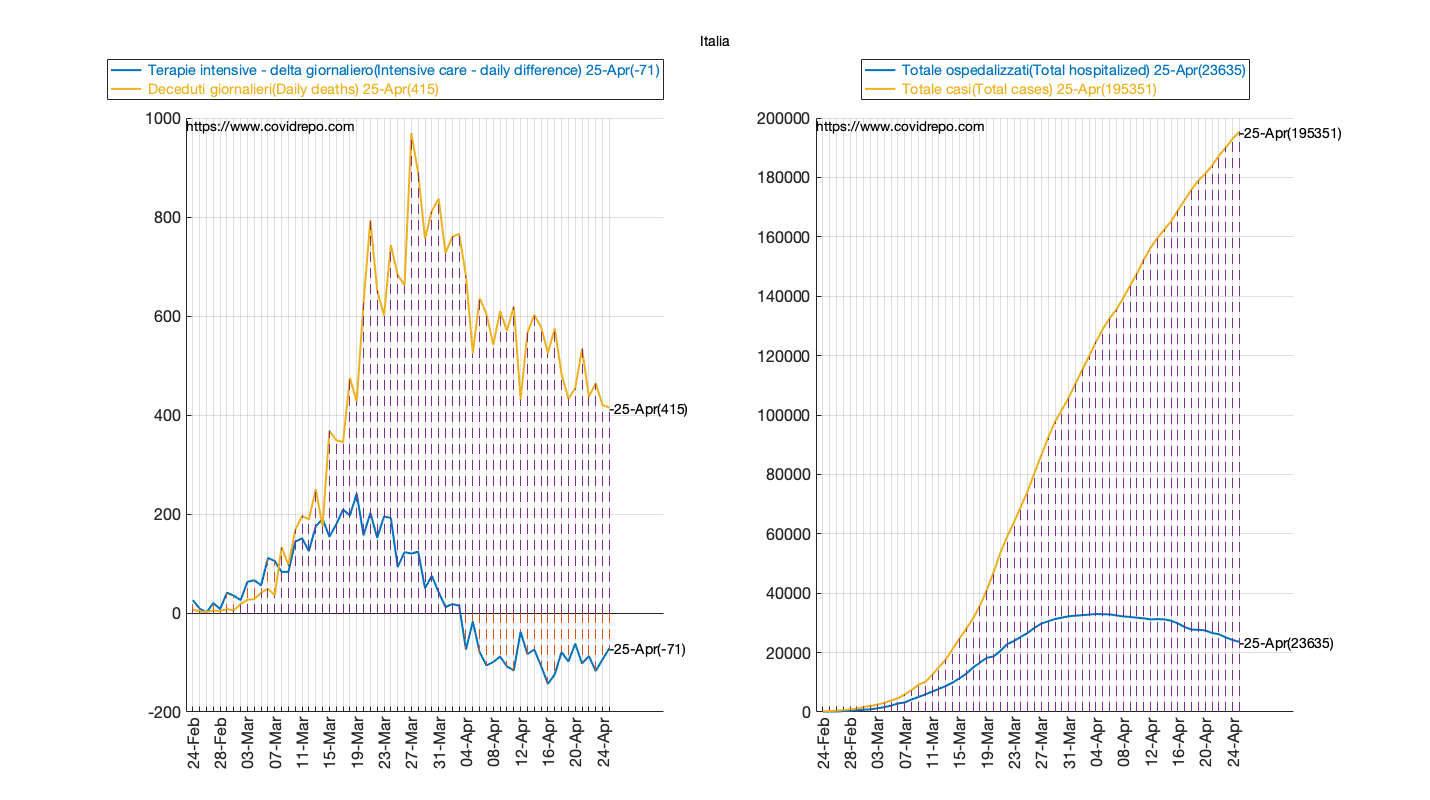 Italia
Terapie intensive - delta giornaliero(Intensive care - daily difference) 25-Apr(-71)
Deceduti giornalieri(Daily deaths) 25-Apr(415)
https://www.covidrepo.com
1000
800
600
400
200
0
-200
-25-Apr(415)
-25-Apr(-71)
24-Feb
28-Feb
03-Mar
07-Mar
11-Mar
15-Mar
19-Mar
23-Mar
27-Mar
31-Mar
04-Apr
08-Apr
12-Apr
16-Apr
20-Apr
24-Apr
Totale ospedalizzati(Total hospitalized) 25-Apr(23635)
Totale casi(Total cases) 25-Apr(195351)
https://www.covidrepo.com
200000
180000
160000
140000
120000
100000
80000
60000
40000
20000
0
-25-Apr(195351)
-25-Apr(23635)
24-Feb
28-Feb
03-Mar
07-Mar
11-Mar
15-Mar
19-Mar
23-Mar
27-Mar
31-Mar
04-Apr
08-Apr
12-Apr
16-Apr
20-Apr
24-Apr